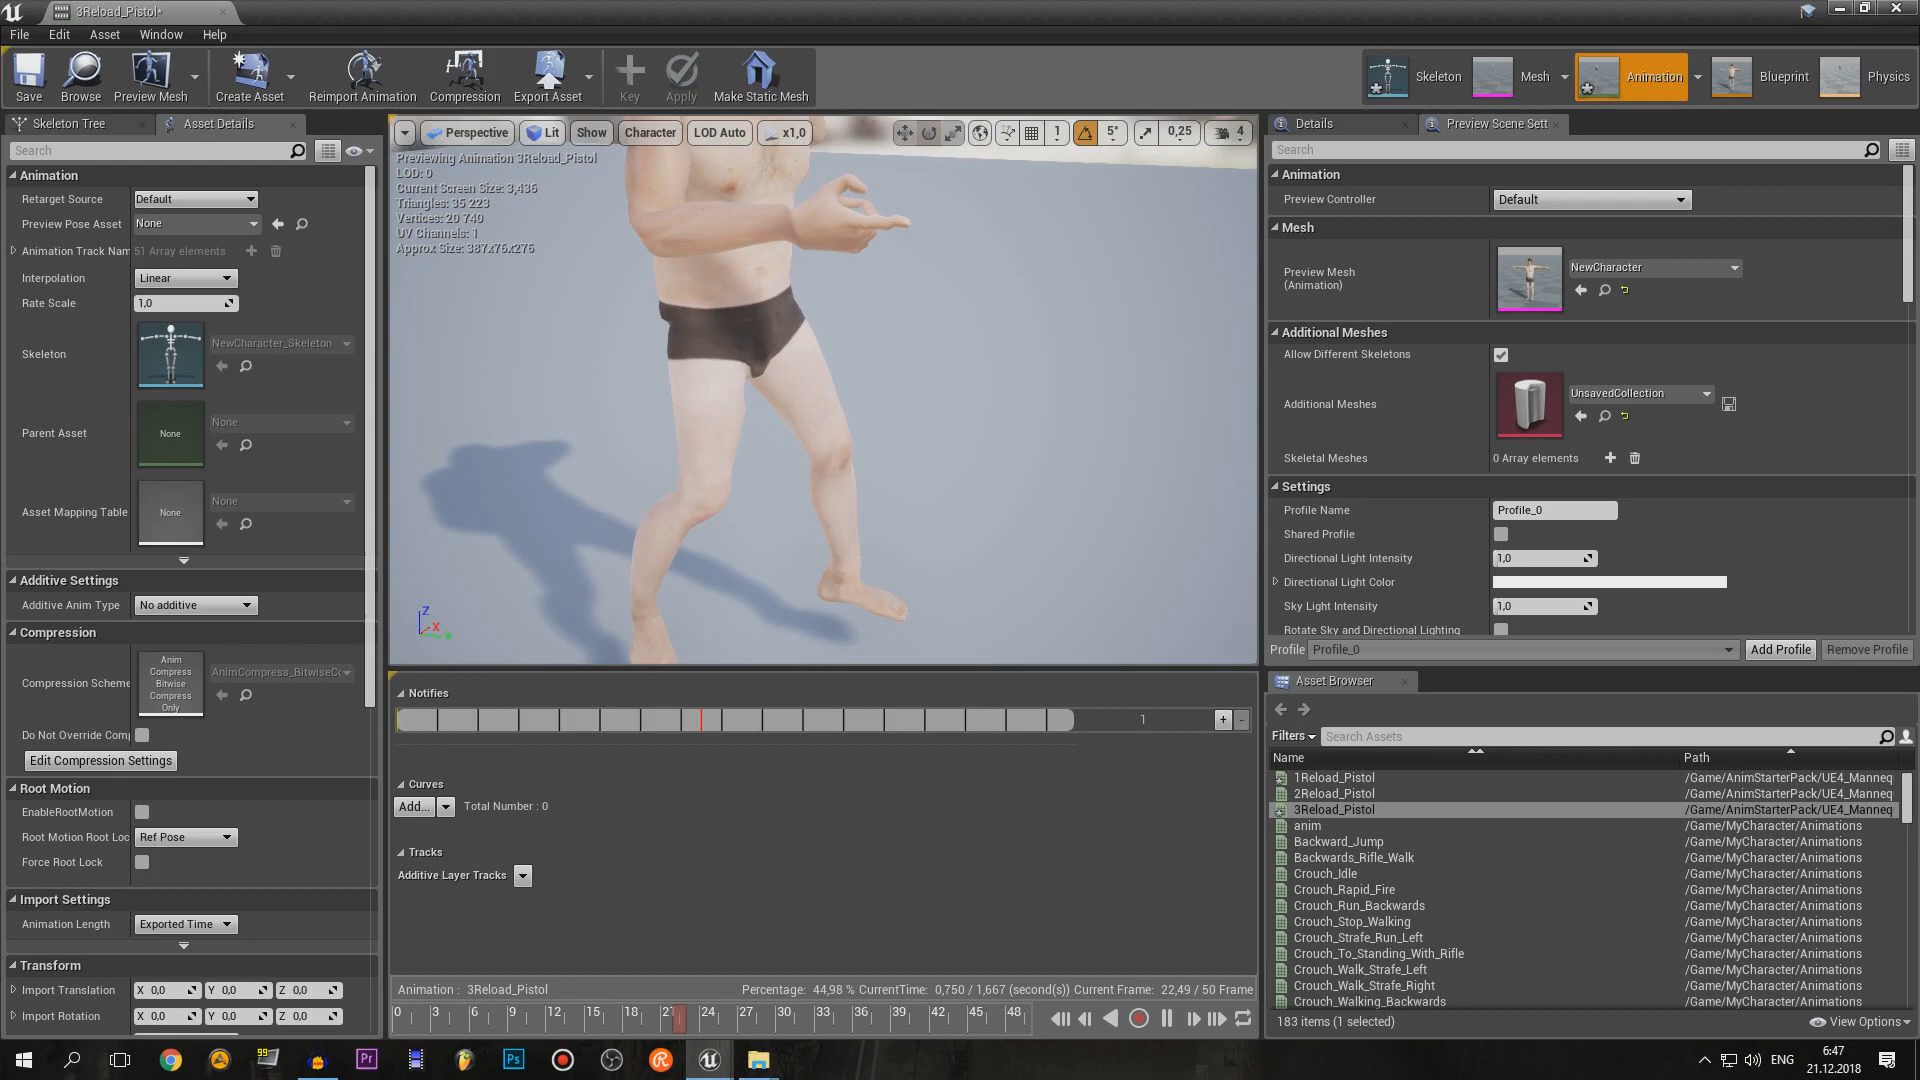 3Reload_Pistol*
File Edit Asset Window Help
Save Browse Preview Mesh Create Asset Reimport Animation Compression Export Asset Key Apply Make Static Mesh
Skeleton Mesh Animation Blueprint Physics
Skeleton Tree Asset Details
Search
Animation
Retarget Source Default
Preview Pose Asset None
Animation Track Nam 51 Array elements
Interpolation Linear
Rate Scale 1,0
Skeleton NewCharacter_Skeleton
Parent Asset None None
Asset Mapping Table None None
Additive Settings
Additive Anim Type No additive
Compression
Compression Scheme Anim Compress Bitwise Compress Only AnimCompress_BitwiseCo
Do Not Override Comp
Edit Compression Settings
Root Motion
EnableRootMotion
Root Motion Root Loc Ref Pose
Force Root Lock
Import Settings
Animation Length Exported Time
Transform
Import Translation X 0,0 Y 0,0 Z 0,0
Import Rotation X 0,0 Y 0,0 Z 0,0
Perspective Lit Show Character LOD Auto x1,0 1 5° 0,25 4
Previewing Animation 3Reload_Pistol
LOD: 0
Current Screen Size: 3,436
Triangles: 35 223
Vertices: 20 740
UV Channels: 1
Approx Size: 387x76x276
Z
X
Y
Notifies
1 + -
Curves
Add... Total Number : 0
Tracks
Additive Layer Tracks
Animation : 3Reload_Pistol Percentage: 44,98 % CurrentTime: 0,750 / 1,667 (second(s)) Current Frame: 22,49 / 50 Frame
0 3 6 9 12 15 18 21 24 27 30 33 36 39 42 45 48
Details Preview Scene Sett
Search
Animation
Preview Controller Default
Mesh
Preview Mesh
(Animation) NewCharacter
Additional Meshes
Allow Different Skeletons
Additional Meshes UnsavedCollection
Skeletal Meshes 0 Array elements
Settings
Profile Name Profile_0
Shared Profile
Directional Light Intensity 1,0
Directional Light Color
Sky Light Intensity 1,0
Rotate Sky and Directional Lighting
Profile Profile_0 Add Profile Remove Profile
Asset Browser
Filters Search Assets
Name Path
1Reload_Pistol /Game/AnimStarterPack/UE4_Manneq
2Reload_Pistol /Game/AnimStarterPack/UE4_Manneq
3Reload_Pistol /Game/AnimStarterPack/UE4_Manneq
anim /Game/MyCharacter/Animations
Backward_Jump /Game/MyCharacter/Animations
Backwards_Rifle_Walk /Game/MyCharacter/Animations
Crouch_Idle /Game/MyCharacter/Animations
Crouch_Rapid_Fire /Game/MyCharacter/Animations
Crouch_Run_Backwards /Game/MyCharacter/Animations
Crouch_Stop_Walking /Game/MyCharacter/Animations
Crouch_Strafe_Run_Left /Game/MyCharacter/Animations
Crouch_To_Standing_With_Rifle /Game/MyCharacter/Animations
Crouch_Walk_Strafe_Left /Game/MyCharacter/Animations
Crouch_Walk_Strafe_Right /Game/MyCharacter/Animations
Crouch_Walking_Backwards /Game/MyCharacter/Animations
183 items (1 selected) View Options
99 Pr Ps ENG 6:47
21.12.2018